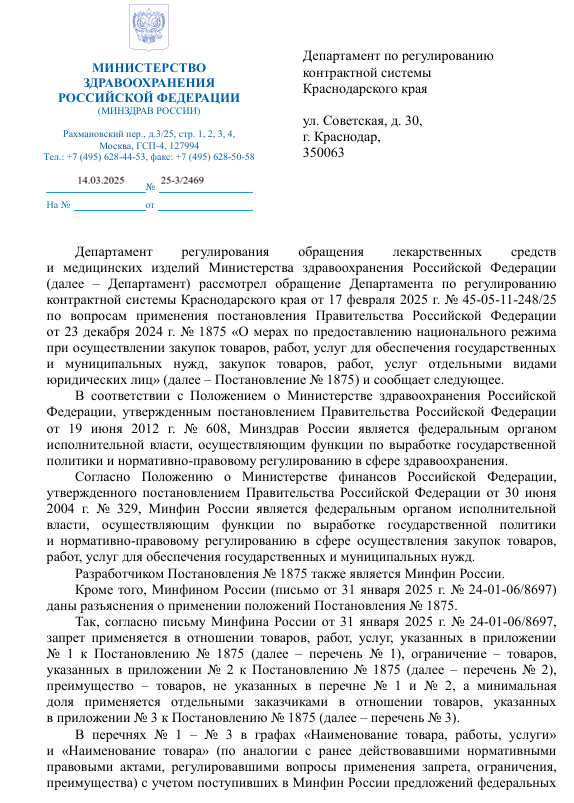 МИНИСТЕРСТВО
ЗДРАВООХРАНЕНИЯ
РОССИЙСКОЙ ФЕДЕРАЦИИ
(МИНЗДРАВ РОССИИ)
Рахмановский пер., д.3/25, стр. 1, 2, 3, 4,
Москва, ГСП-4, 127994
Тел.: +7 (495) 628-44-53, факс: +7 (495) 628-50-58
14.03.2025 № 25-3/2469
На № от
Департамент по регулированию
контрактной системы
Краснодарского края
ул. Советская, д. 30,
г. Краснодар,
350063
Департамент регулирования обращения лекарственных средств
и медицинских изделий Министерства здравоохранения Российской Федерации
(далее – Департамент) рассмотрел обращение Департамента по регулированию
контрактной системы Краснодарского края от 17 февраля 2025 г. № 45-05-11-248/25
по вопросам применения постановления Правительства Российской Федерации
от 23 декабря 2024 г. № 1875 «О мерах по предоставлению национального режима
при осуществлении закупок товаров, работ, услуг для обеспечения государственных
и муниципальных нужд, закупок товаров, работ, услуг отдельными видами
юридических лиц» (далее – Постановление № 1875) и сообщает следующее.
В соответствии с Положением о Министерстве здравоохранения Российской
Федерации, утвержденным постановлением Правительства Российской Федерации
от 19 июня 2012 г. № 608, Минздрав России является федеральным органом
исполнительной власти, осуществляющим функции по выработке государственной
политики и нормативно-правовому регулированию в сфере здравоохранения.
Согласно Положению о Министерстве финансов Российской Федерации,
утвержденного постановлением Правительства Российской Федерации от 30 июня
2004 г. № 329, Минфин России является федеральным органом исполнительной
власти, осуществляющим функции по выработке государственной политики
и нормативно-правовому регулированию в сфере осуществления закупок товаров,
работ, услуг для обеспечения государственных и муниципальных нужд.
Разработчиком Постановления № 1875 также является Минфин России.
Кроме того, Минфином России (письмо от 31 января 2025 г. № 24-01-06/8697)
даны разъяснения о применении положений Постановления № 1875.
Так, согласно письму Минфина России от 31 января 2025 г. № 24-01-06/8697,
запрет применяется в отношении товаров, работ, услуг, указанных в приложении
№ 1 к Постановлению № 1875 (далее – перечень № 1), ограничение – товаров,
указанных в приложении № 2 к Постановлению № 1875 (далее – перечень № 2),
преимущество – товаров, не указанных в перечне № 1 и № 2, а минимальная
доля применяется отдельными заказчиками в отношении товаров, указанных
в приложении № 3 к Постановлению № 1875 (далее – перечень № 3).
В перечнях № 1 – № 3 в графах «Наименование товара, работы, услуги»
и «Наименование товара» (по аналогии с ранее действовавшими нормативными
правовыми актами, регулировавшими вопросы применения запрета, ограничения,
преимущества) с учетом поступивших в Минфин России предложений федеральных